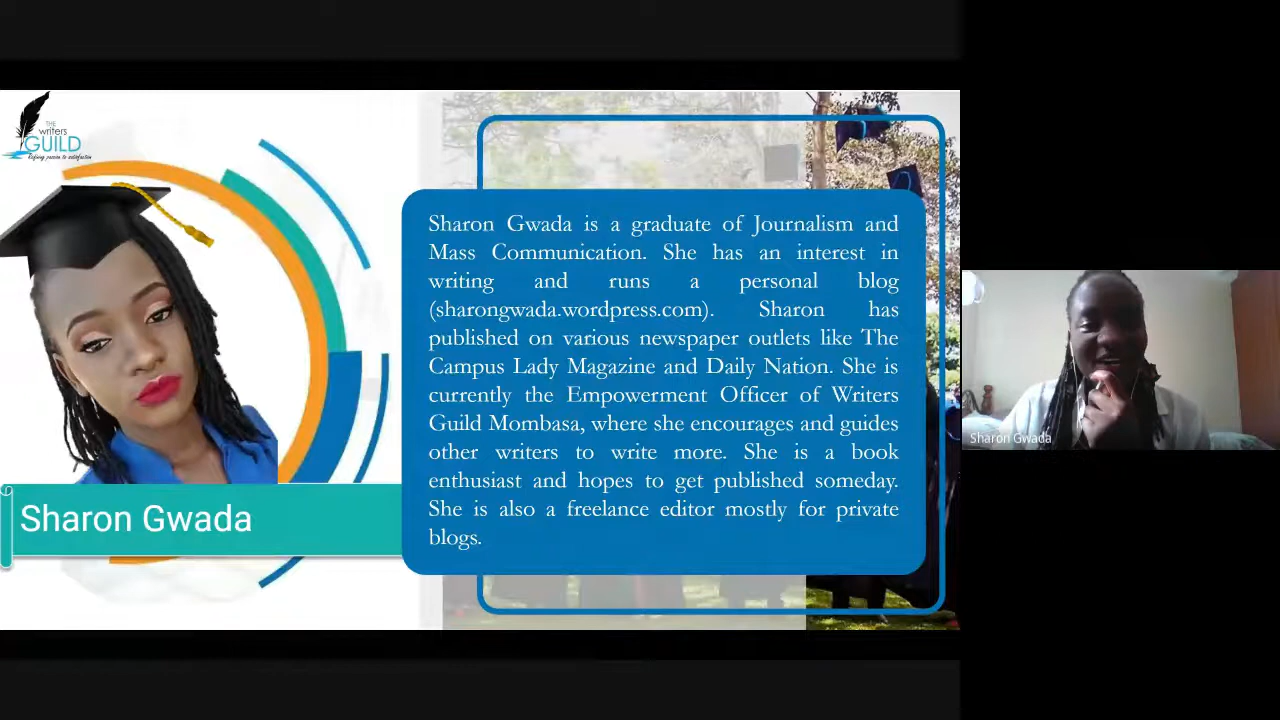 THE
writers
GUILD
Sharon Gwada is a graduate of Journalism and
Mass Communication. She has an interest in
writing and runs a personal blog
(sharongwada.wordpress.com). Sharon has
published on various newspaper outlets like The
Campus Lady Magazine and Daily Nation. She is
currently the Empowerment Officer of Writers
Guild Mombasa, where she encourages and guides
other writers to write more. She is a book
enthusiast and hopes to get published someday.
She is also a freelance editor mostly for private
blogs.
Sharon Gwada
Sharon Gwada